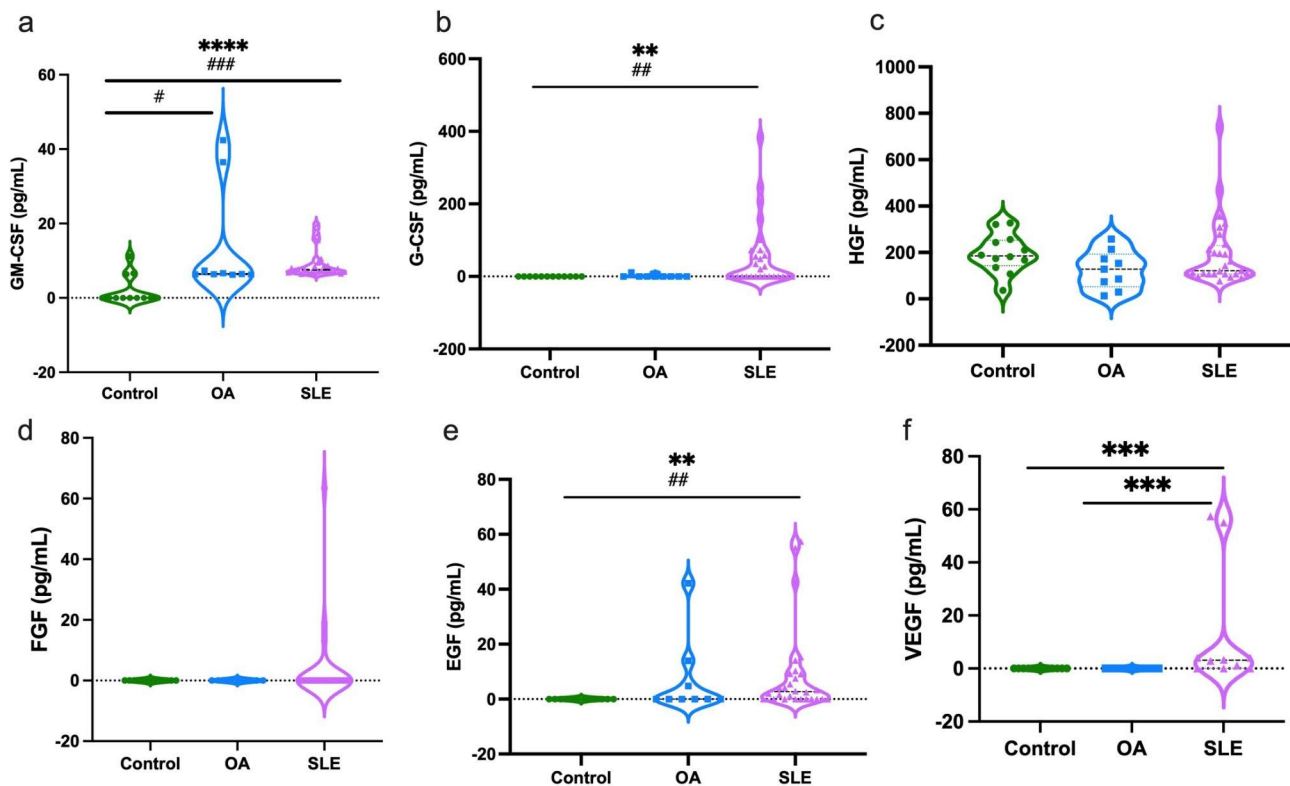 a
****
###
#
60
40
20
0
-20
GM-CSF (pg/mL)
Control OA SLE
b
**
##
600
400
200
0
-200
G-CSF (pg/mL)
Control OA SLE
c
1000
800
600
400
200
0
-200
HGF (pg/mL)
Control OA SLE
d
80
60
40
20
0
-20
FGF (pg/mL)
Control OA SLE
e
**
##
80
60
40
20
0
-20
EGF (pg/mL)
Control OA SLE
f
***
***
80
60
40
20
0
-20
VEGF (pg/mL)
Control OA SLE